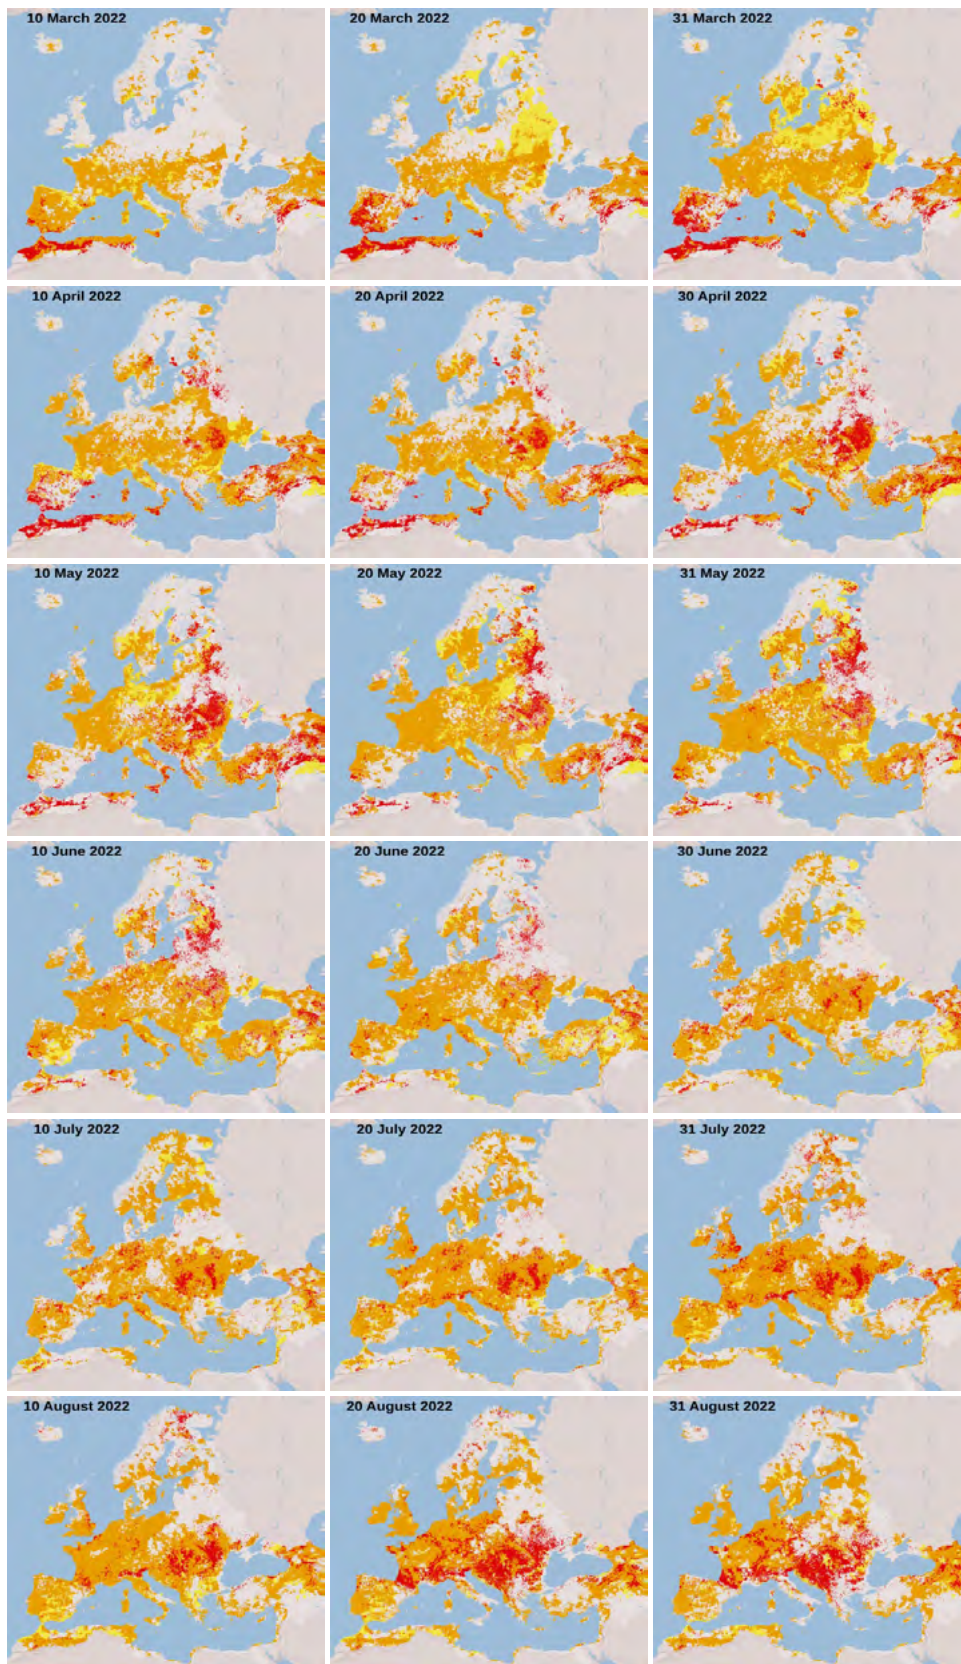 10 March 2022
20 March 2022
31 March 2022
10 April 2022
20 April 2022
30 April 2022
10 May 2022
20 May 2022
31 May 2022
10 June 2022
20 June 2022
30 June 2022
10 July 2022
20 July 2022
31 July 2022
10 August 2022
20 August 2022
31 August 2022